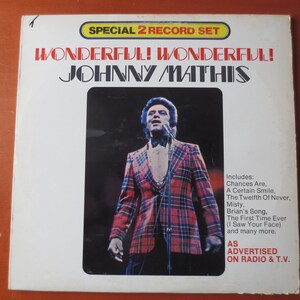 SPECIAL 2 RECORD SET
WONDERFUL! WONDERFUL!
JOHNNY MATHIS
Includes:
Chances Are,
A Certain Smile,
The Twelfth Of Never,
Misty,
Brian's Song,
The First Time Ever
(I Saw Your Face)
and many more.
AS
ADVERTISED
ON RADIO & T.V.